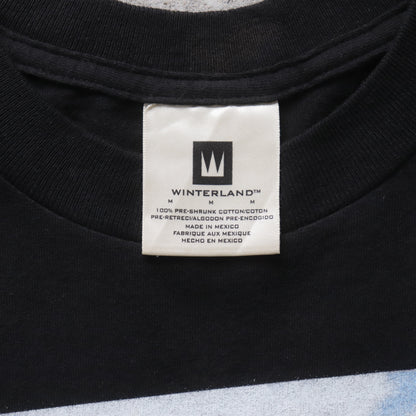 WINTERLAND™
M M M
100% PRE-SHRUNK COTTON/COTON
PRE-RETRECI/ALGODON PRE-ENCOGIDO
MADE IN MEXICO
FABRIQUE AUX MEXIQUE
HECHO EN MEXICO